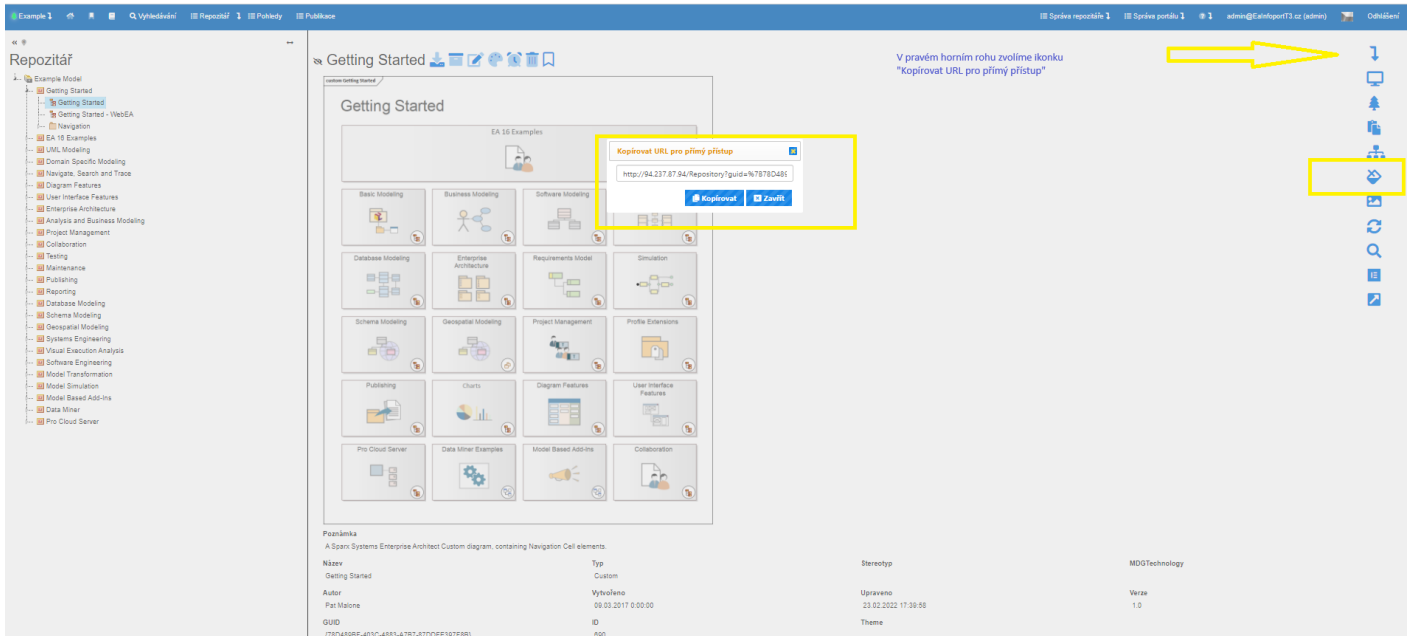 Example
Vyhledávání
Repozitář
Pohledy
Publikace
Správa repozitáře
Správa portálu
admin@EaInfoportT3.cz (admin)
Odhlášení
Repozitář
Example Model
Getting Started
Getting Started
Getting Started - WebEA
Navigation
EA 16 Examples
UML Modeling
Domain Specific Modeling
Navigate, Search and Trace
Diagram Features
User Interface Features
Enterprise Architecture
Analysis and Business Modeling
Project Management
Collaboration
Testing
Maintenance
Publishing
Reporting
Database Modeling
Schema Modeling
Geospatial Modeling
Systems Engineering
Visual Execution Analysis
Software Engineering
Model Transformation
Model Simulation
Model Based Add-Ins
Data Miner
Pro Cloud Server
Getting Started
V pravém horním rohu zvolíme ikonku
"Kopírovat URL pro přímý přístup"
custom Getting Started
Getting Started
EA 16 Examples
Kopírovat URL pro přímý přístup
http://94.237.87.94/Repository?guid=%7B78D489
Kopírovat
Zavřít
Basic Modeling
Business Modeling
Software Modeling
Database Modeling
Enterprise
Architecture
Requirements Model
Simulation
Schema Modeling
Geospatial Modeling
Project Management
Profile Extensions
Publishing
Charts
Diagram Features
User Interface
Features
Pro Cloud Server
Data Miner Examples
Model Based Add-Ins
Collaboration
Poznámka
A Sparx Systems Enterprise Architect Custom diagram, containing Navigation Cell elements.
Název
Typ
Stereotyp
MDGTechnology
Getting Started
Custom
Autor
Vytvořeno
Upraveno
Verze
Pat Malone
09.03.2017 0:00:00
23.02.2022 17:39:58
1.0
GUID
ID
Theme
690